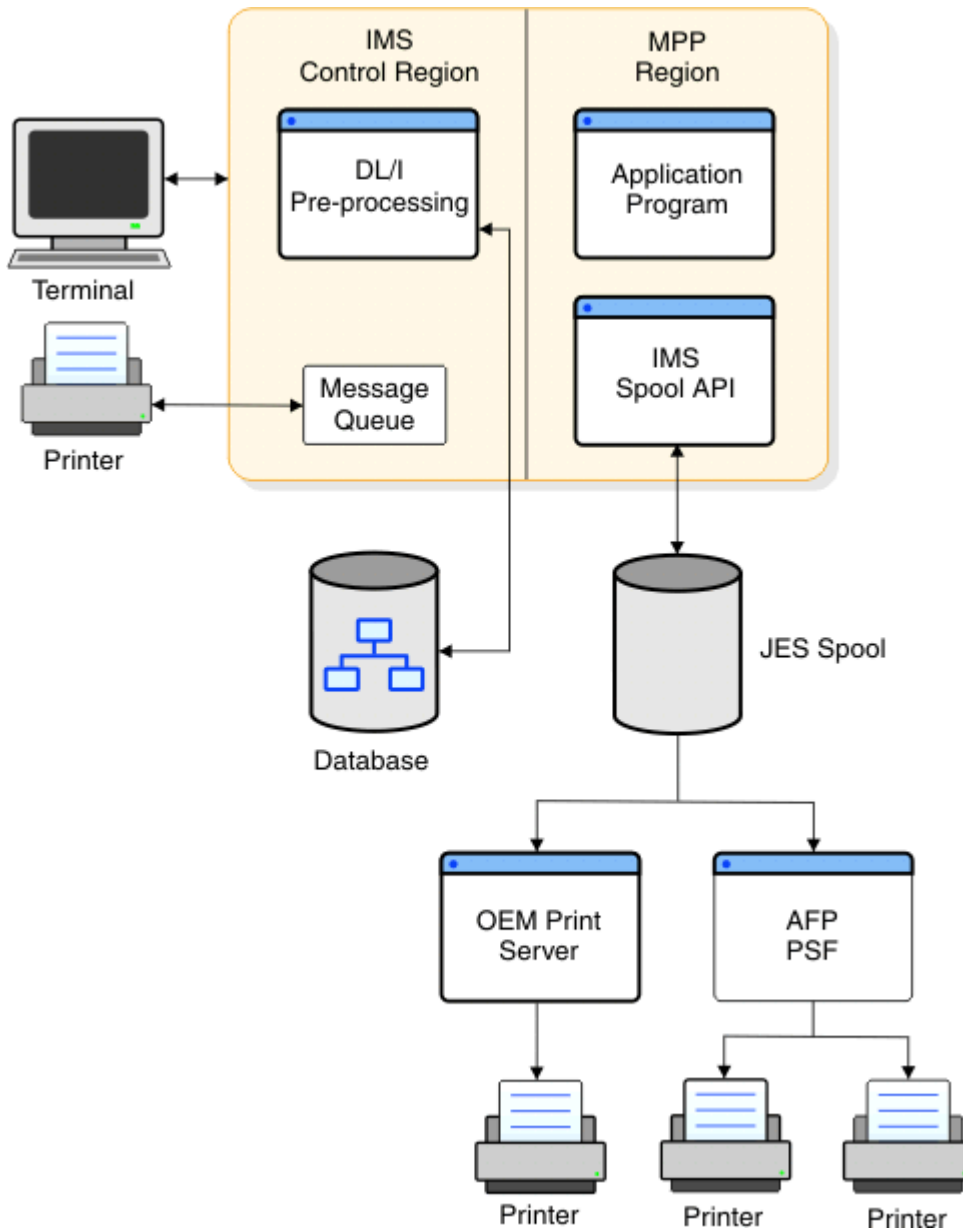 IMS
Control Region
MPP
Region
DL/I
Pre-processing
Application
Program
Terminal
IMS
Spool API
Message
Queue
Printer
JES Spool
Database
OEM Print
Server
AFP
PSF
Printer
Printer
Printer